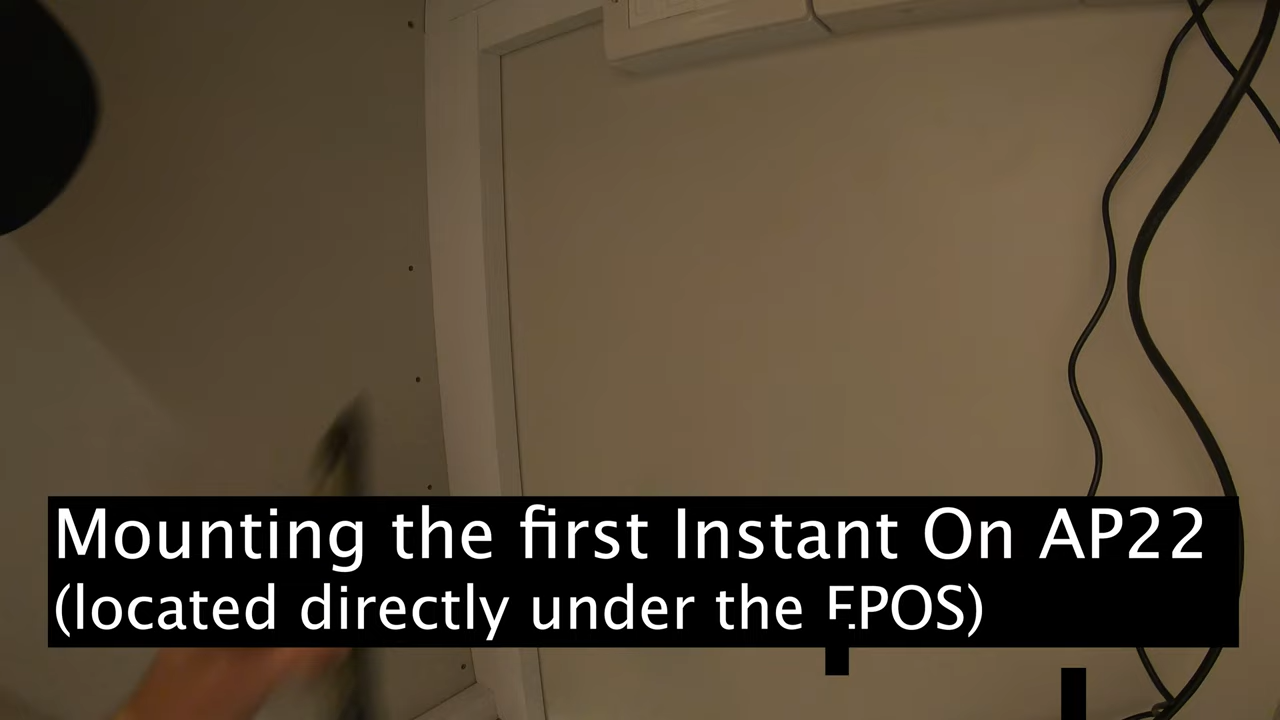 Mounting the first Instant On AP22
(located directly under the EPOS)